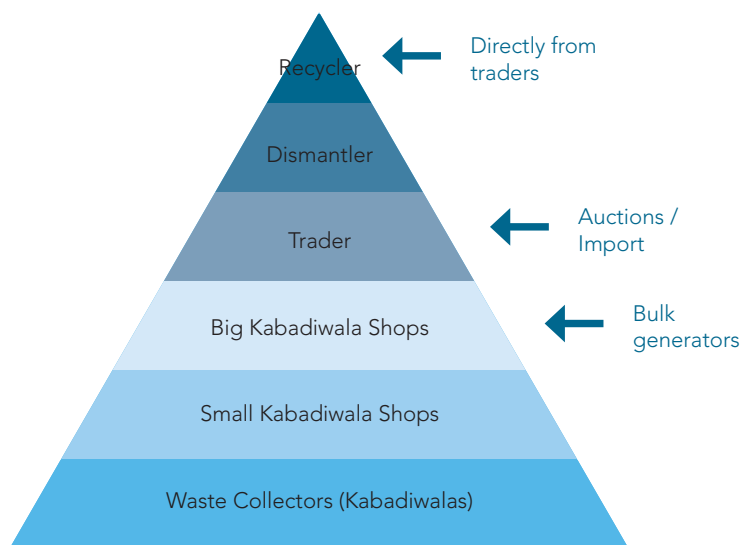 Recycler
Directly from
traders
Dismantler
Trader
Auctions /
Import
Big Kabadiwala Shops
Bulk
generators
Small Kabadiwala Shops
Waste Collectors (Kabadiwalas)